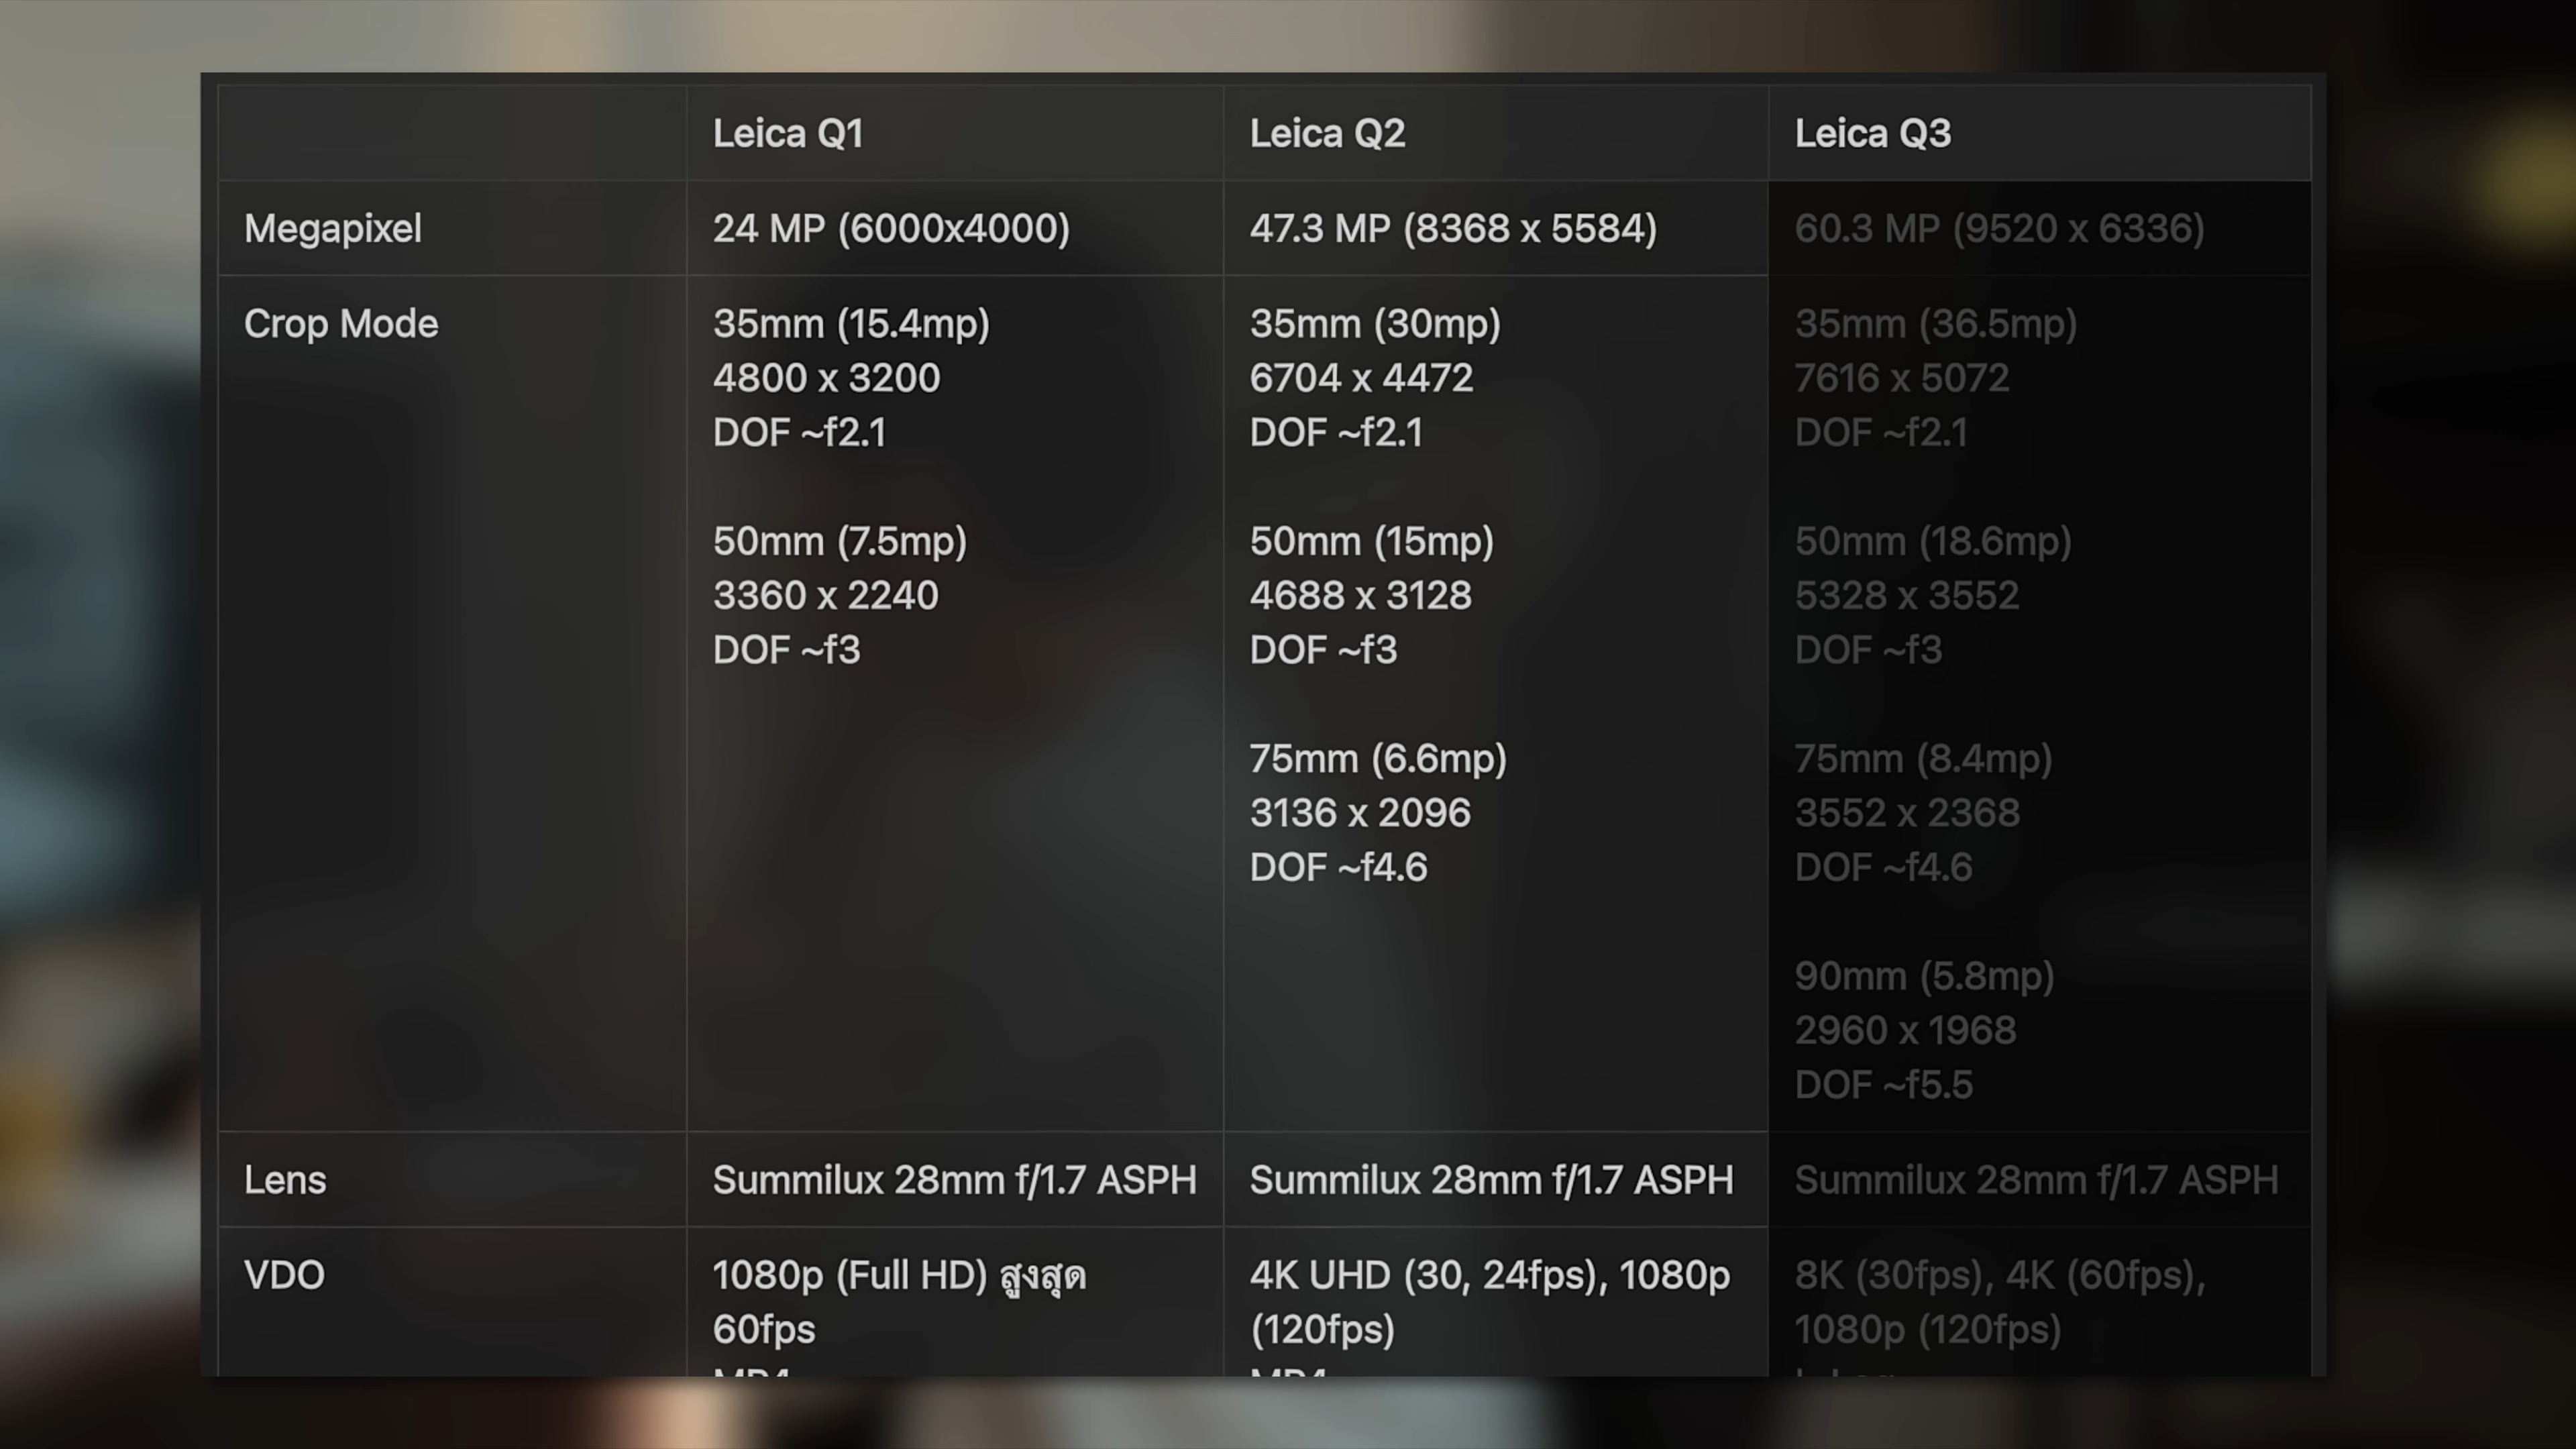 Leica Q1
Leica Q2
Leica Q3
Megapixel
24 MP (6000x4000)
47.3 MP (8368 x 5584)
60.3 MP (9520 x 6336)
Crop Mode
35mm (15.4mp)
4800 x 3200
DOF ~f2.1
50mm (7.5mp)
3360 x 2240
DOF ~f3
35mm (30mp)
6704 x 4472
DOF ~f2.1
50mm (15mp)
4688 x 3128
DOF ~f3
75mm (6.6mp)
3136 x 2096
DOF ~f4.6
35mm (36.5mp)
7616 x 5072
DOF ~f2.1
50mm (18.6mp)
5328 x 3552
DOF ~f3
75mm (8.4mp)
3552 x 2368
DOF ~f4.6
90mm (5.8mp)
2960 x 1968
DOF ~f5.5
Lens
Summilux 28mm f/1.7 ASPH
Summilux 28mm f/1.7 ASPH
Summilux 28mm f/1.7 ASPH
VDO
1080p (Full HD) สูงสุด
60fps
MP4
4K UHD (30, 24fps), 1080p
(120fps)
MP4
8K (30fps), 4K (60fps),
1080p (120fps)